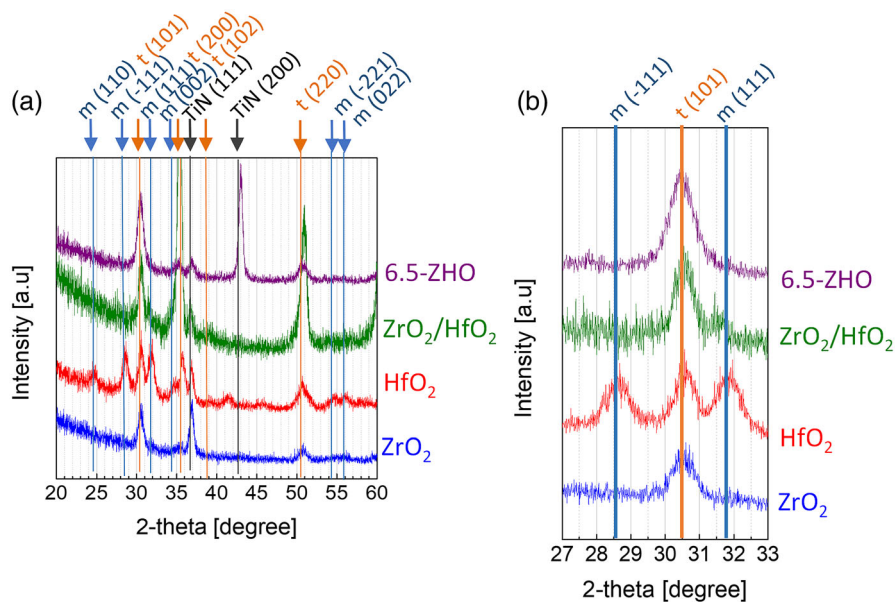 (a)
m (110)
m (-111)
t (101)
m (111)
m (002)
t (200)
t (102)
TiN (111)
TiN (200)
t (220)
m (-221)
m (022)
Intensity [a.u]
6.5-ZHO
ZrO₂/HfO₂
HfO₂
ZrO₂
20 25 30 35 40 45 50 55 60
2-theta [degree]
(b)
m (-111)
t (101)
m (111)
Intensity [a.u]
6.5-ZHO
ZrO₂/HfO₂
HfO₂
ZrO₂
27 28 29 30 31 32 33
2-theta [degree]